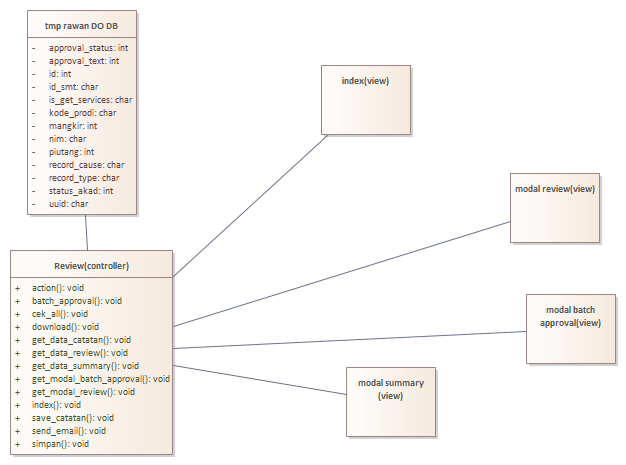 tmp rawan DO DB
- approval_status: int
- approval_text: int
- id: int
- id_smt: char
- is_get_services: char
- kode_prodi: char
- mangkir: int
- nim: char
- piutang: int
- record_cause: char
- record_type: char
- status_akad: int
- uuid: char
index(view)
modal review(view)
Review(controller)
+ action(): void
+ batch_approval(): void
+ cek_all(): void
+ download(): void
+ get_data_catatan(): void
+ get_data_review(): void
+ get_data_summary(): void
+ get_modal_batch_approval(): void
+ get_modal_review(): void
+ index(): void
+ save_catatan(): void
+ send_email(): void
+ simpan(): void
modal batch
approval(view)
modal summary
(view)